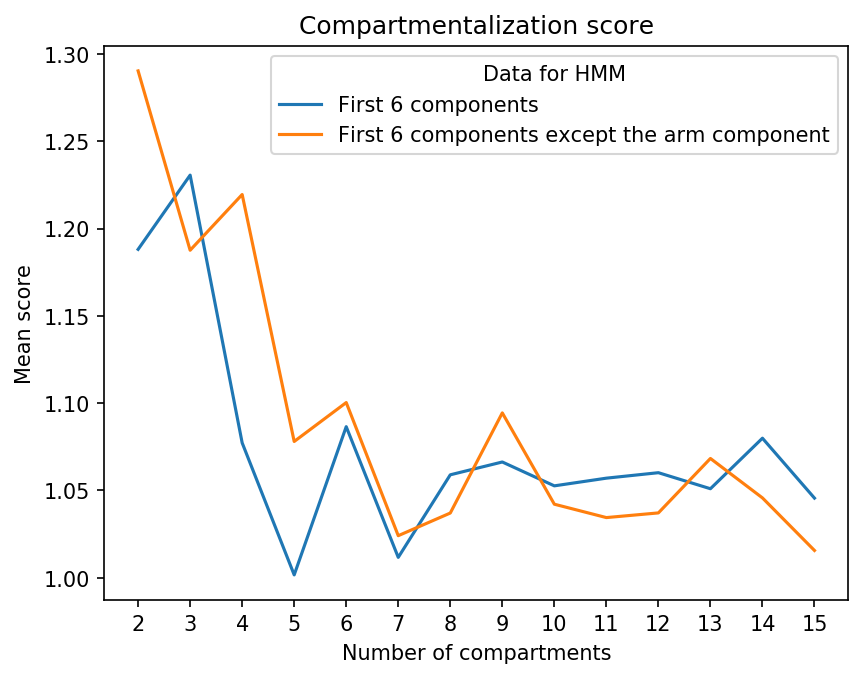 Compartmentalization score
Data for HMM
First 6 components
First 6 components except the arm component
Mean score
1.30
1.25
1.20
1.15
1.10
1.05
1.00
2 3 4 5 6 7 8 9 10 11 12 13 14 15
Number of compartments